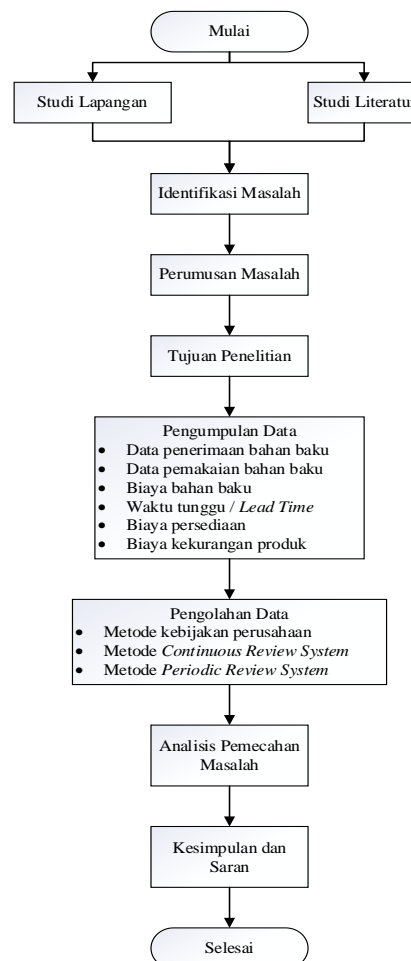 Mulai
Studi Lapangan
Studi Literatur
Identifikasi Masalah
Perumusan Masalah
Tujuan Penelitian
Pengumpulan Data
• Data penerimaan bahan baku
• Data pemakaian bahan baku
• Biaya bahan baku
• Waktu tunggu / Lead Time
• Biaya persediaan
• Biaya kekurangan produk
Pengolahan Data
• Metode kebijakan perusahaan
• Metode Continuous Review System
• Metode Periodic Review System
Analisis Pemecahan
Masalah
Kesimpulan dan
Saran
Selesai